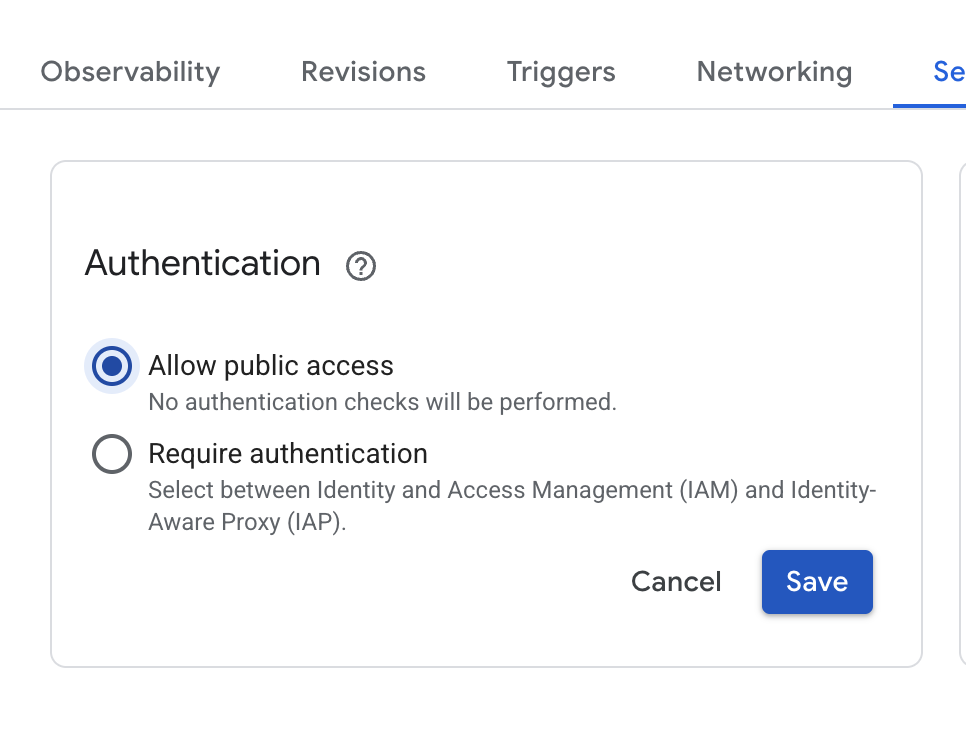 Observability Revisions Triggers Networking Se
Authentication
Allow public access
No authentication checks will be performed.
Require authentication
Select between Identity and Access Management (IAM) and Identity-
Aware Proxy (IAP).
Cancel Save